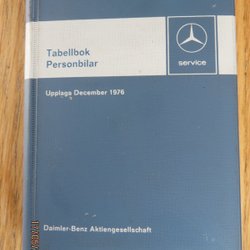 Tabellbok
Personbilar
service
Upplaga December 1976
Daimler-Benz Aktiengesellschaft